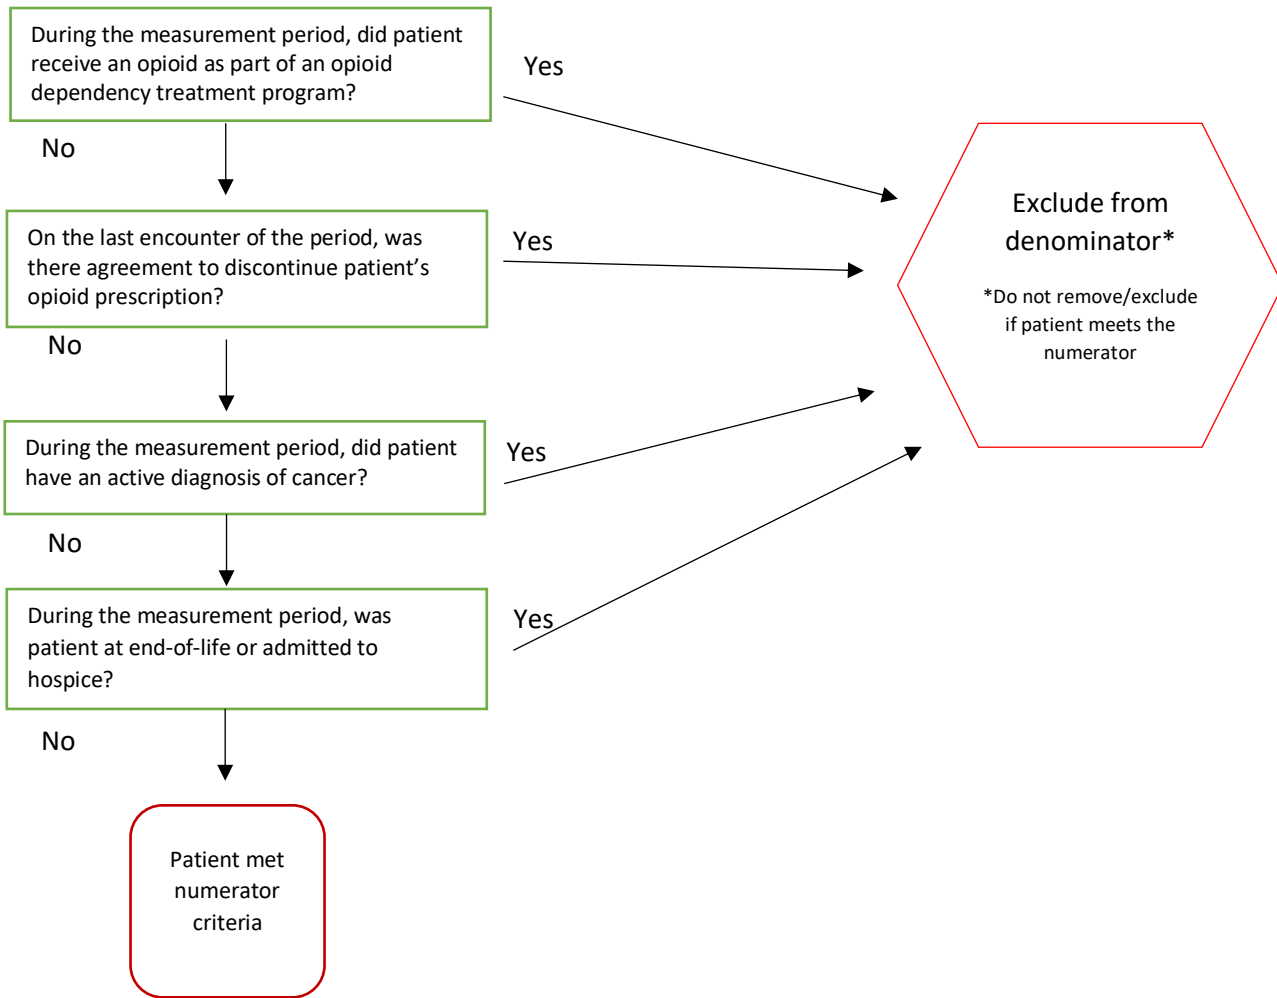 During the measurement period, did patient
receive an opioid as part of an opioid
dependency treatment program?
Yes
No
On the last encounter of the period, was
there agreement to discontinue patient’s
opioid prescription?
Yes
No
During the measurement period, did patient
have an active diagnosis of cancer?
Yes
No
During the measurement period, was
patient at end-of-life or admitted to
hospice?
Yes
No
Patient met
numerator
criteria
Exclude from
denominator*
*Do not remove/exclude
if patient meets the
numerator